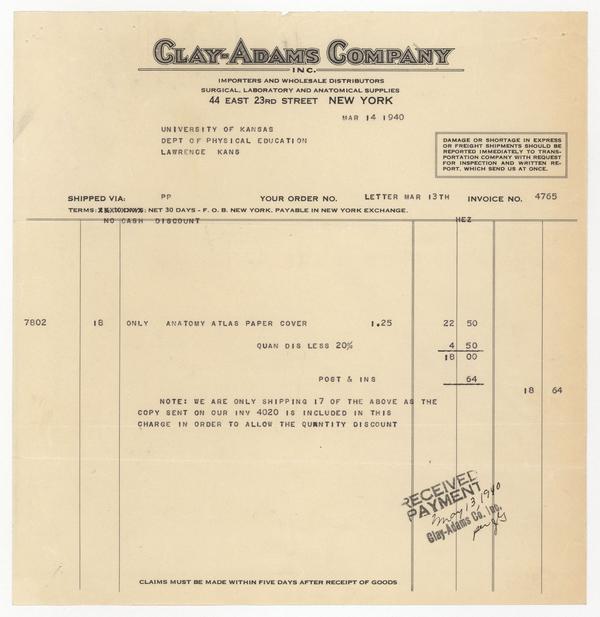 CLAY-ADAMS COMPANY
INC.
IMPORTERS AND WHOLESALE DISTRIBUTORS
SURGICAL, LABORATORY AND ANATOMICAL SUPPLIES
44 EAST 23RD STREET NEW YORK
MAR 14 1940
UNIVERSITY OF KANSAS
DEPT OF PHYSICAL EDUCATION
LAWRENCE KANS
DAMAGE OR SHORTAGE IN EXPRESS
OR FREIGHT SHIPMENTS SHOULD BE
REPORTED IMMEDIATELY TO TRANS-
PORTATION COMPANY WITH REQUEST
FOR INSPECTION AND WRITTEN RE-
PORT, WHICH SEND US AT ONCE.
SHIPPED VIA: PP YOUR ORDER NO. LETTER MAR 13TH INVOICE NO. 4765
TERMS: NET 30 DAYS - F. O. B. NEW YORK. PAYABLE IN NEW YORK EXCHANGE.
NO CASH DISCOUNT HEZ
7802 18 ONLY ANATOMY ATLAS PAPER COVER 1.25 22 50
QUAN DIS LESS 20% 4 50
18 00
POST & INS 64
18 64
NOTE: WE ARE ONLY SHIPPING 17 OF THE ABOVE AS THE
COPY SENT ON OUR INV 4020 IS INCLUDED IN THIS
CHARGE IN ORDER TO ALLOW THE QUANTITY DISCOUNT
RECEIVED
PAYMENT
May 13, 1940
Clay-Adams Co. Inc.
per
CLAIMS MUST BE MADE WITHIN FIVE DAYS AFTER RECEIPT OF GOODS